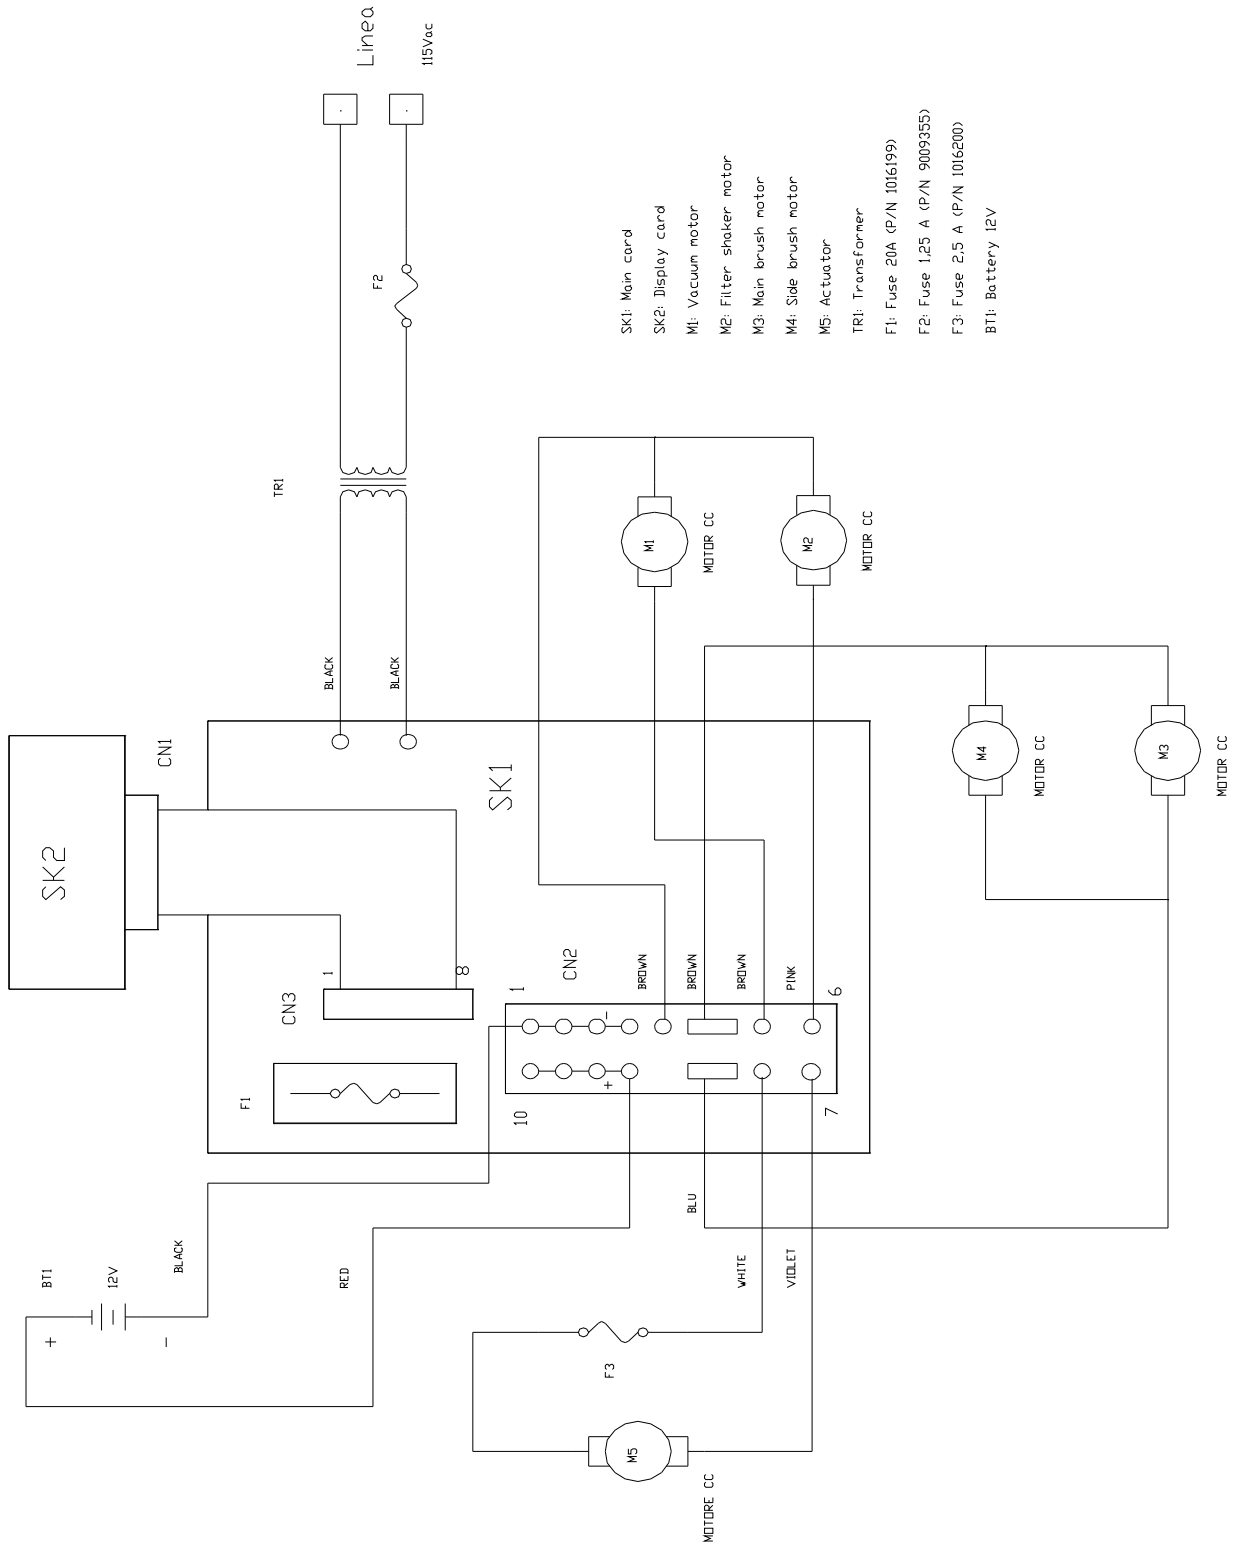 Linea
115Vac
F2
TR1
BLACK
BLACK
SK2
CN1
SK1
CN3
1
8
F1
CN2
1
6
10
7
-
+
BROWN
BROWN
BROWN
PINK
BLU
WHITE
VIOLET
BT1
12V
+
-
BLACK
RED
F3
M5
MOTORE CC
M1
MOTOR CC
M2
MOTOR CC
M4
MOTOR CC
M3
MOTOR CC
SK1: Main card
SK2: Display card
M1: Vacuum motor
M2: Filter shaker motor
M3: Main brush motor
M4: Side brush motor
M5: Actuator
TR1: Transformer
F1: Fuse 20A (P/N 1016199)
F2: Fuse 1,25 A (P/N 9009355)
F3: Fuse 2,5 A (P/N 1016200)
BT1: Battery 12V